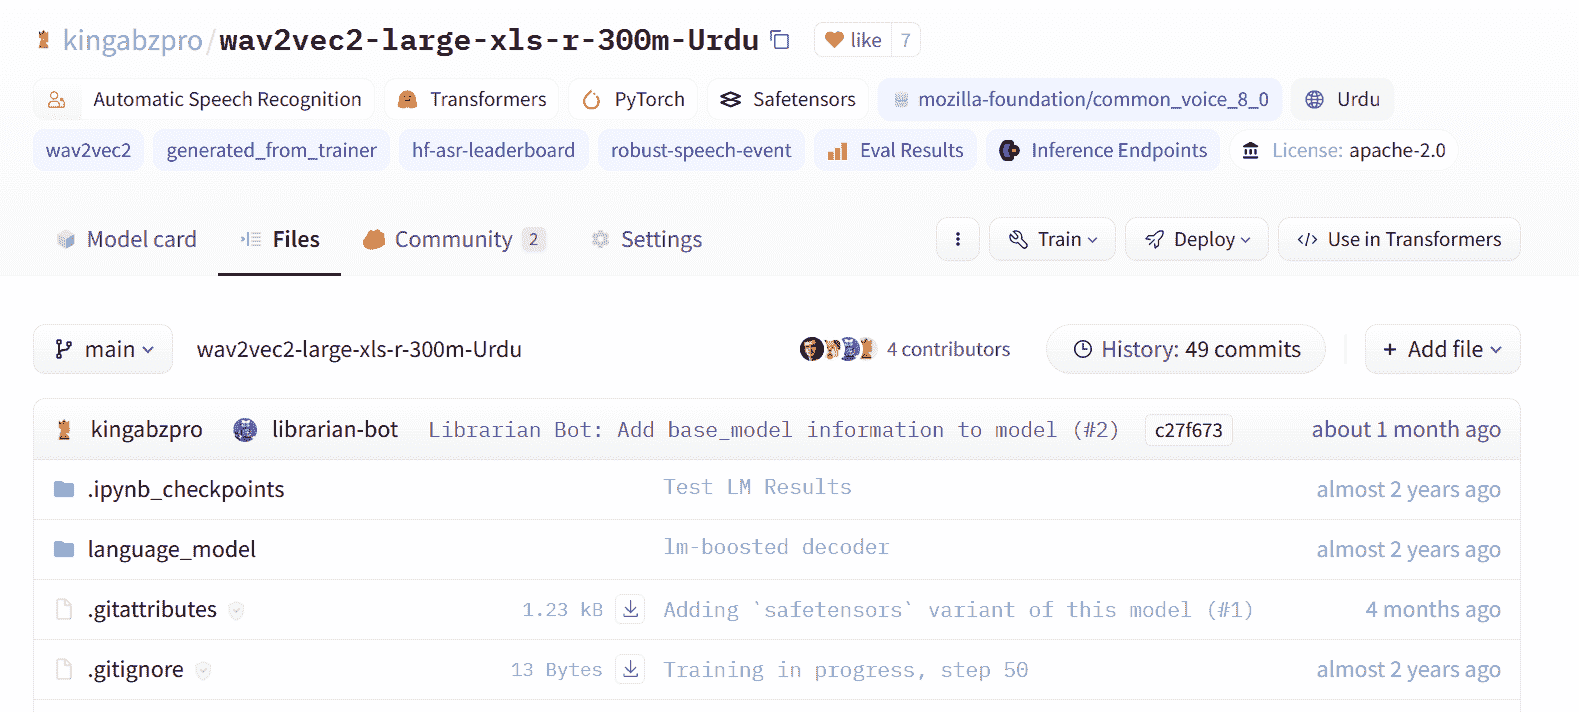 kingabzpro/wav2vec2-large-xls-r-300m-Urdu like 7
Automatic Speech Recognition Transformers PyTorch Safetensors mozilla-foundation/common_voice_8_0 Urdu
wav2vec2 generated_from_trainer hf-asr-leaderboard robust-speech-event Eval Results Inference Endpoints License: apache-2.0
Model card Files Community 2 Settings Train Deploy </> Use in Transformers
main wav2vec2-large-xls-r-300m-Urdu 4 contributors History: 49 commits + Add file
kingabzpro librarian-bot Librarian Bot: Add base_model information to model (#2) c27f673 about 1 month ago
.ipynb_checkpoints Test LM Results almost 2 years ago
language_model lm-boosted decoder almost 2 years ago
.gitattributes 1.23 kB Adding `safetensors` variant of this model (#1) 4 months ago
.gitignore 13 Bytes Training in progress, step 50 almost 2 years ago